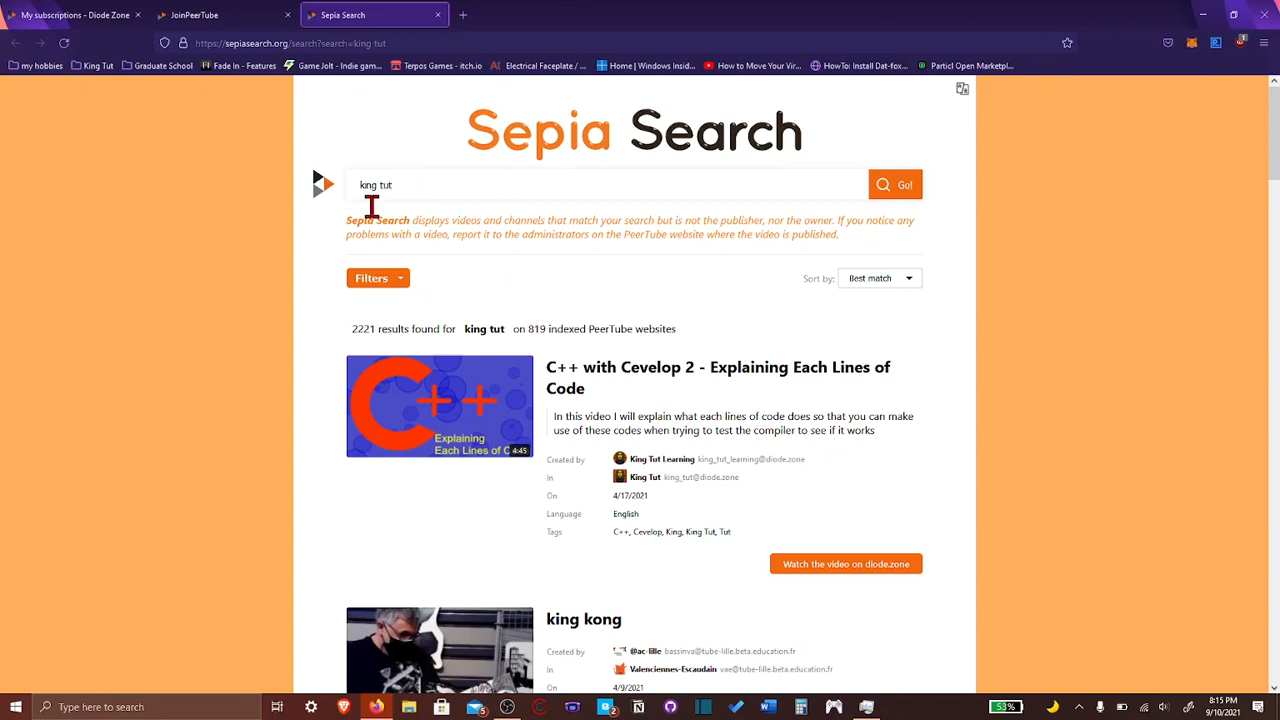 My subscriptions - Diode Zone
JoinPeerTube
Sepia Search
https://sepiasearch.org/search?search=king tut
my hobbies
King Tut
Graduate School
Fade In - Features
Game Jolt - Indie gam...
Terpos Games - itch.io
Electrical Faceplate /...
Home | Windows Insid...
How to Move Your Vir...
HowTo: Install Dat-fox...
Particl Open Marketpl...
Sepia Search
king tut
Go!
Sepia Search displays videos and channels that match your search but is not the publisher, nor the owner. If you notice any
problems with a video, report it to the administrators on the PeerTube website where the video is published.
Filters
Sort by:
Best match
2221 results found for king tut on 819 indexed PeerTube websites
C++
Explaining
Each Lines of C
4:45
C++ with Cevelop 2 - Explaining Each Lines of
Code
In this video I will explain what each lines of code does so that you can make
use of these codes when trying to test the compiler to see if it works
Created by King Tut Learning king_tut_learning@diode.zone
In King Tut king_tut@diode.zone
On 4/17/2021
Language English
Tags C++, Cevelop, King, King Tut, Tut
Watch the video on diode.zone
king kong
Created by @ac-lille bassinva@tube-lille.beta.education.fr
In Valenciennes-Escaudain vae@tube-lille.beta.education.fr
On 4/9/2021
Type here to search
53%
8:15 PM
9/10/2021